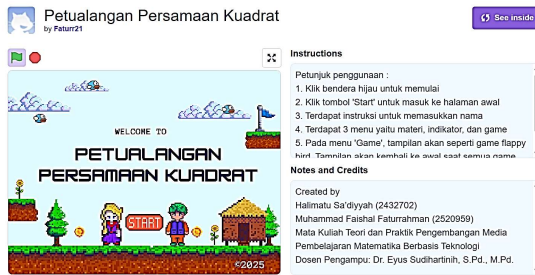 Petualangan Persamaan Kuadrat
by Faturr21
See inside
Instructions
Petunjuk penggunaan :
1. Klik bendera hijau untuk memulai
2. Klik tombol 'Start' untuk masuk ke halaman awal
3. Terdapat instruksi untuk memasukkan nama
4. Terdapat 3 menu yaitu materi, indikator, dan game
5. Pada menu 'Game', tampilan akan seperti game flappy
bird. Tampilan akan kembali ke awal saat semua game
WELCOME TO
PETUALANGAN
PERSAMAAN KUADRAT
START
©2025
Notes and Credits
Created by
Halimatu Sa'diyyah (2432702)
Muhammad Faishal Faturrahman (2520959)
Mata Kuliah Teori dan Praktik Pengembangan Media
Pembelajaran Matematika Berbasis Teknologi
Dosen Pengampu: Dr. Eyus Sudihartinih, S.Pd., M.Pd.